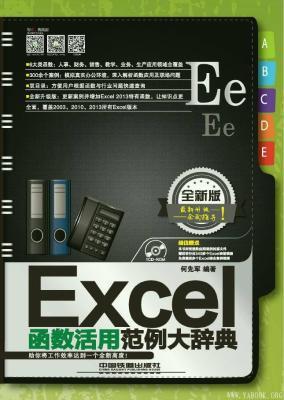 6大类函数：人事、财务、销售、教学、业务、生产应用领域全覆盖
300余个案例：模拟真实办公环境，深入解析函数应用及职场问题
双目录：方便用户根据函数与行业问题快速查询
全新升级版：更新案例并增加Excel 2013特有函数，让知识点更
全面，覆盖2003、2010、2013所有Excel版本
A
B
C
D
E
Ee
Ee
全新版
CD-ROM
何先军 编著
Excel
函数活用范例大辞典
助你将工作效率达到一个全新高度！
中国铁道出版社
WWW.YABOOK.ORG